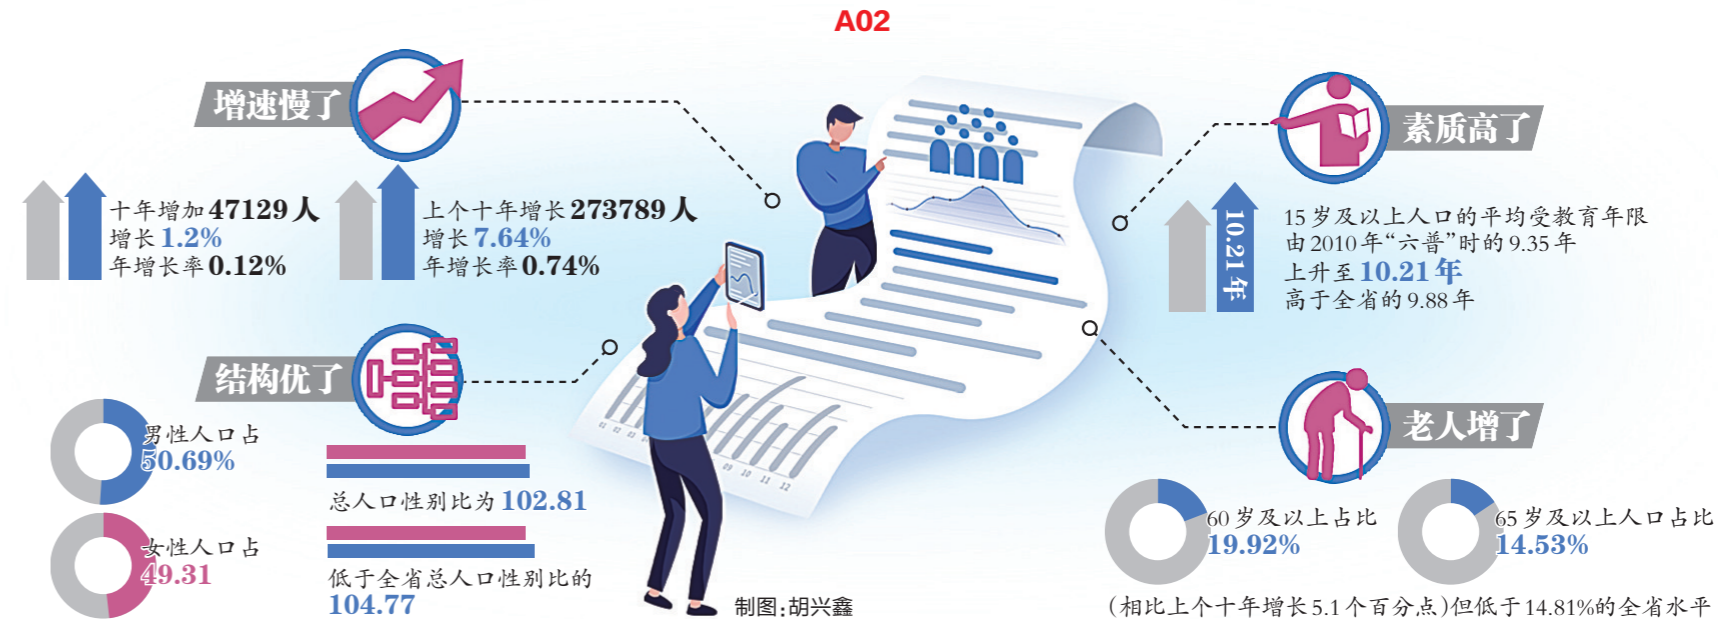 A02
增速慢了
十年增加47129人
增长1.2%
年增长率0.12%
上个十年增长273789人
增长7.64%
年增长率0.74%
素质高了
10.21年
15岁及以上人口的平均受教育年限
由2010年“六普”时的9.35年
上升至10.21年
高于全省的9.88年
结构优了
男性人口占
50.69%
女性人口占
49.31
总人口性别比为102.81
低于全省总人口性别比的
104.77
01 02 03
09 10 11 12
制图:胡兴鑫
老人增了
60岁及以上占比
19.92%
65岁及以上人口占比
14.53%
(相比上个十年增长5.1个百分点)但低于14.81%的全省水平